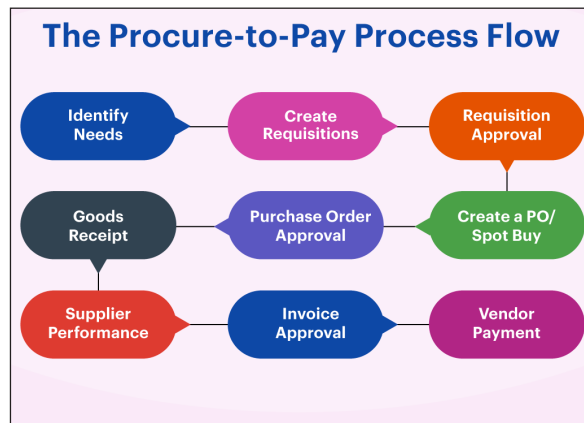 The Procure-to-Pay Process Flow
Identify
Needs
Create
Requisitions
Requisition
Approval
Goods
Receipt
Purchase Order
Approval
Create a PO/
Spot Buy
Supplier
Performance
Invoice
Approval
Vendor
Payment